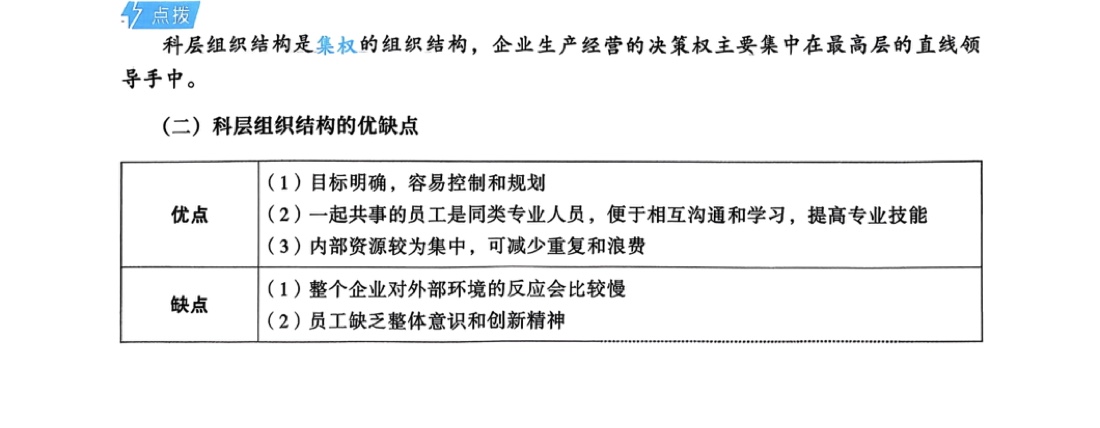 点拨
科层组织结构是集权的组织结构，企业生产经营的决策权主要集中在最高层的直线领
导手中。
（二）科层组织结构的优缺点
优点
（1）目标明确，容易控制和规划
（2）一起共事的员工是同类专业人员，便于相互沟通和学习，提高专业技能
（3）内部资源较为集中，可减少重复和浪费
缺点
（1）整个企业对外部环境的反应会比较慢
（2）员工缺乏整体意识和创新精神